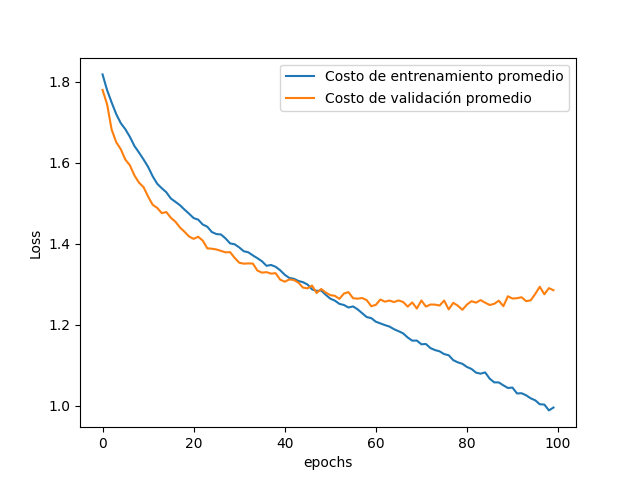 Costo de entrenamiento promedio
Costo de validación promedio
Loss
1.8
1.6
1.4
1.2
1.0
0 20 40 60 80 100
epochs